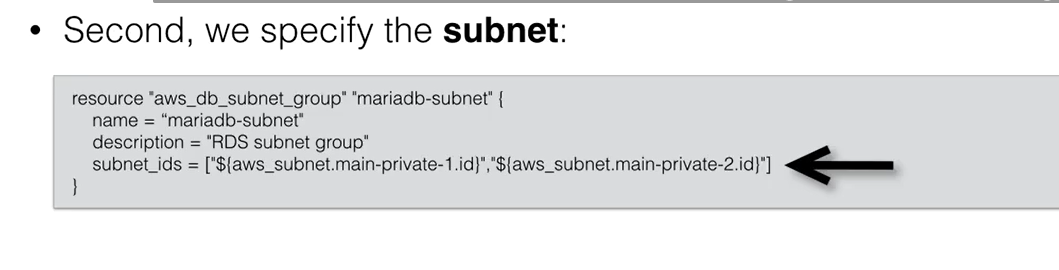 • Second, we specify the subnet:
resource "aws_db_subnet_group" "mariadb-subnet" {
name = “mariadb-subnet"
description = "RDS subnet group"
subnet_ids = ["${aws_subnet.main-private-1.id}","${aws_subnet.main-private-2.id}"]
}